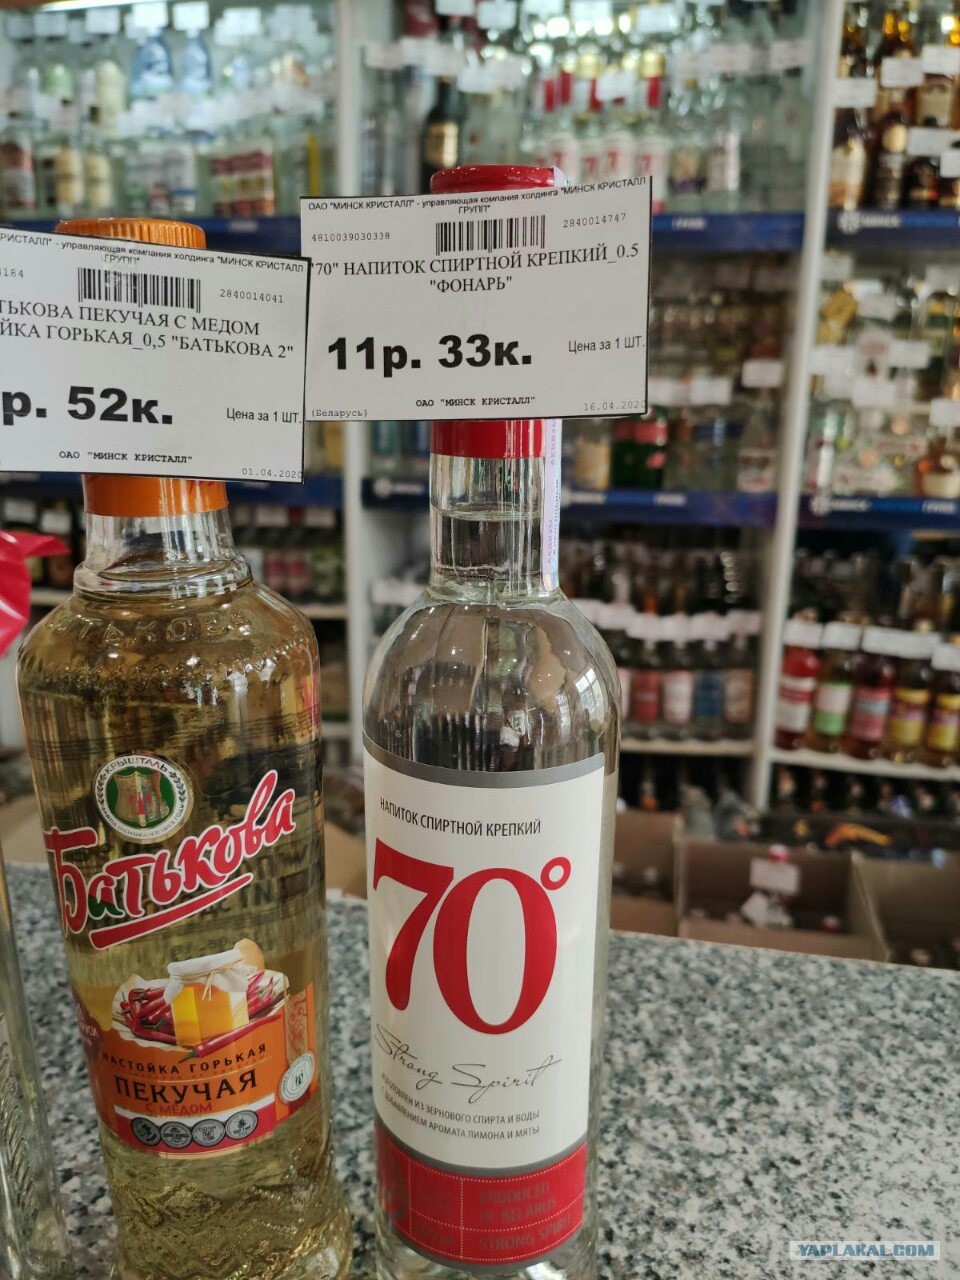 - управляющая компания холдинга "МИНСК КРИСТАЛЛ
ГРУПП"
2840014041
ПЕКУЧАЯ С МЕДОМ
ГОРЬКАЯ_0,5 "БАТЬКОВА 2"
р. 52к.
Цена за 1 ШТ.
ОАО "МИНСК КРИСТАЛЛ"
01.04.2020
ОАО "МИНСК КРИСТАЛЛ" - управляющая компания холдинга "МИНСК КРИСТАЛЛ
ГРУПП"
4810039030338
2840014747
"70" НАПИТОК СПИРТНОЙ КРЕПКИЙ_0.5
"ФОНАРЬ"
11р. 33к.
Цена за 1 ШТ.
(Беларусь)
ОАО "МИНСК КРИСТАЛЛ"
16.04.2020
КРЫШТАЛЬ
Батькова
НАСТОЙКА ГОРЬКАЯ
ПЕКУЧАЯ
С МЁДОМ
НАПИТОК СПИРТНОЙ КРЕПКИЙ
70°
Strong Spirit
ИЗГОТОВЛЕН ИЗ ЗЕРНОВОГО СПИРТА И ВОДЫ
С ДОБАВЛЕНИЕМ АРОМАТА ЛИМОНА И МЯТЫ
PRODUCED
IN BELARUS
STRONG SPIRIT
YAPLAKAL.COM